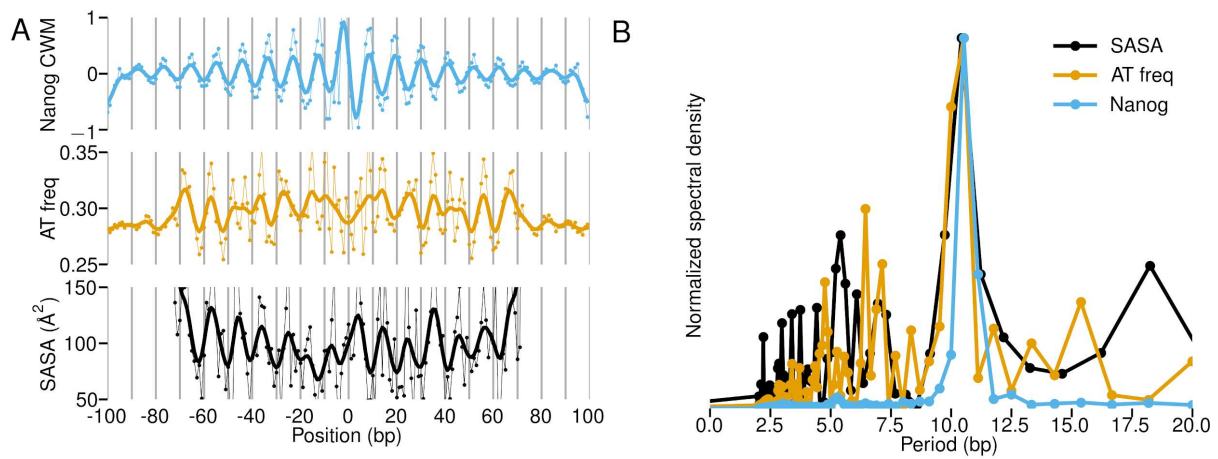 A
Nanog CWM
1
0
−1
AT freq
0.35
0.30
0.25
SASA (Å²)
150
100
50
-100 -80 -60 -40 -20 0 20 40 60 80 100
Position (bp)
B
SASA
AT freq
Nanog
Normalized spectral density
0.0 2.5 5.0 7.5 10.0 12.5 15.0 17.5 20.0
Period (bp)